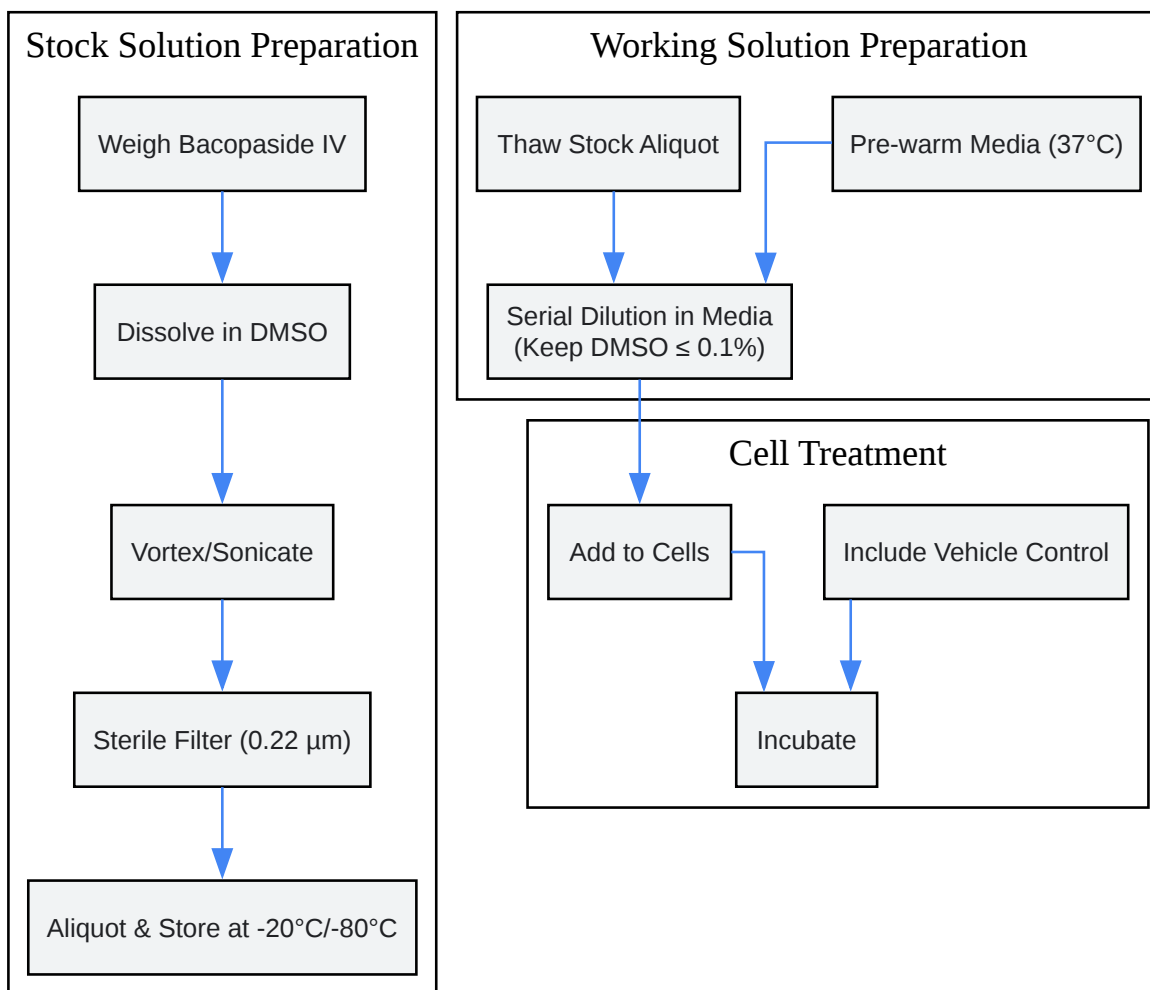 Stock Solution Preparation
Weigh Bacopaside IV
Dissolve in DMSO
Vortex/Sonicate
Sterile Filter (0.22 µm)
Aliquot & Store at -20°C/-80°C
Working Solution Preparation
Thaw Stock Aliquot
Pre-warm Media (37°C)
Serial Dilution in Media
(Keep DMSO ≤ 0.1%)
Cell Treatment
Add to Cells
Include Vehicle Control
Incubate